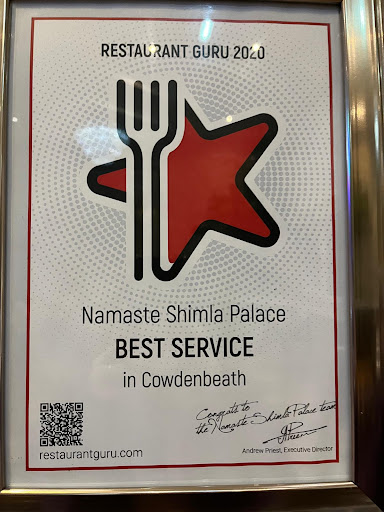 RESTAURANT GURU 2020
Namaste Shimla Palace
BEST SERVICE
in Cowdenbeath
Congrats to
the Namaste Shimla Palace team
restaurantguru.com
Andrew Priest, Executive Director